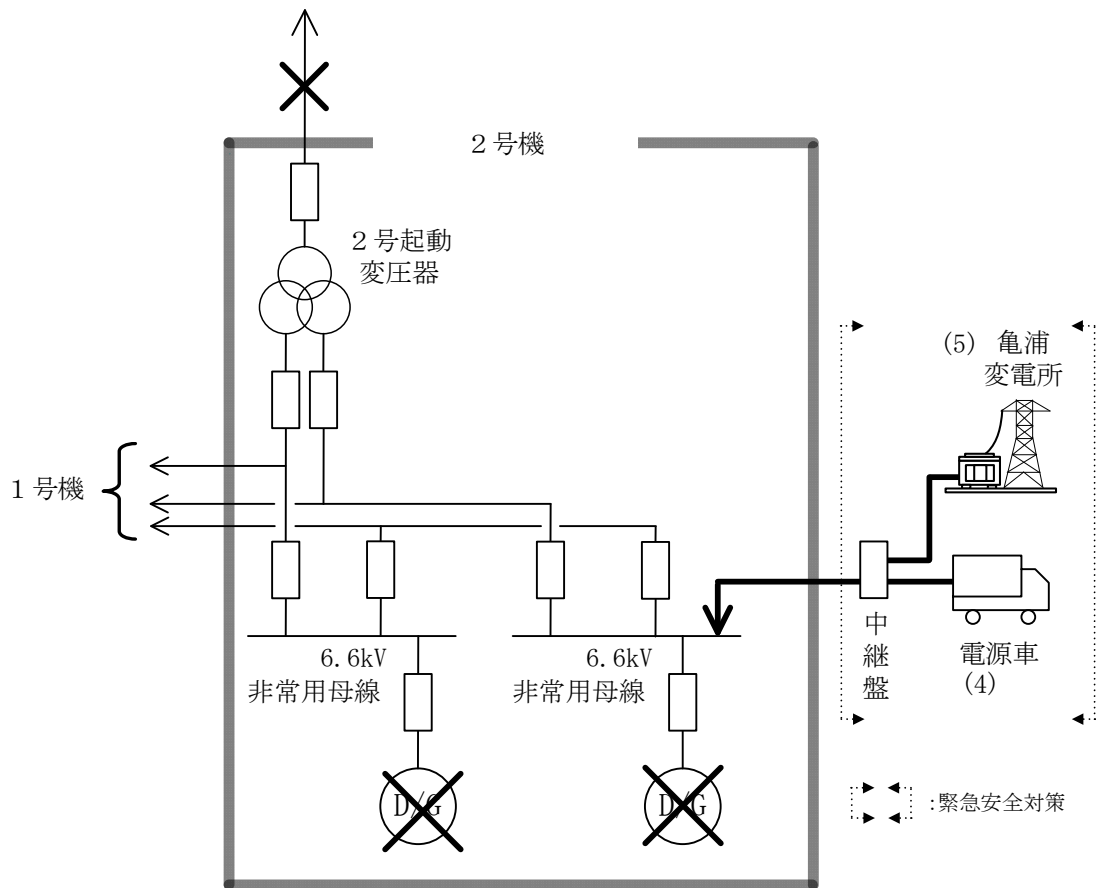 ２号機
２号起動
変圧器
(5) 亀浦
変電所
１号機
中継盤
電源車
(4)
6.6kV
非常用母線
6.6kV
非常用母線
D/G
D/G
:緊急安全対策